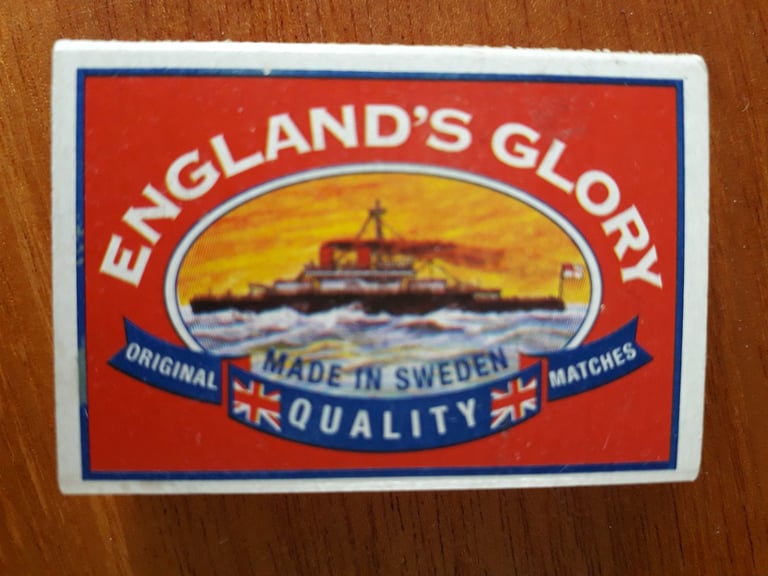 ENGLAND'S GLORY
MADE IN SWEDEN
ORIGINAL
QUALITY
MATCHES